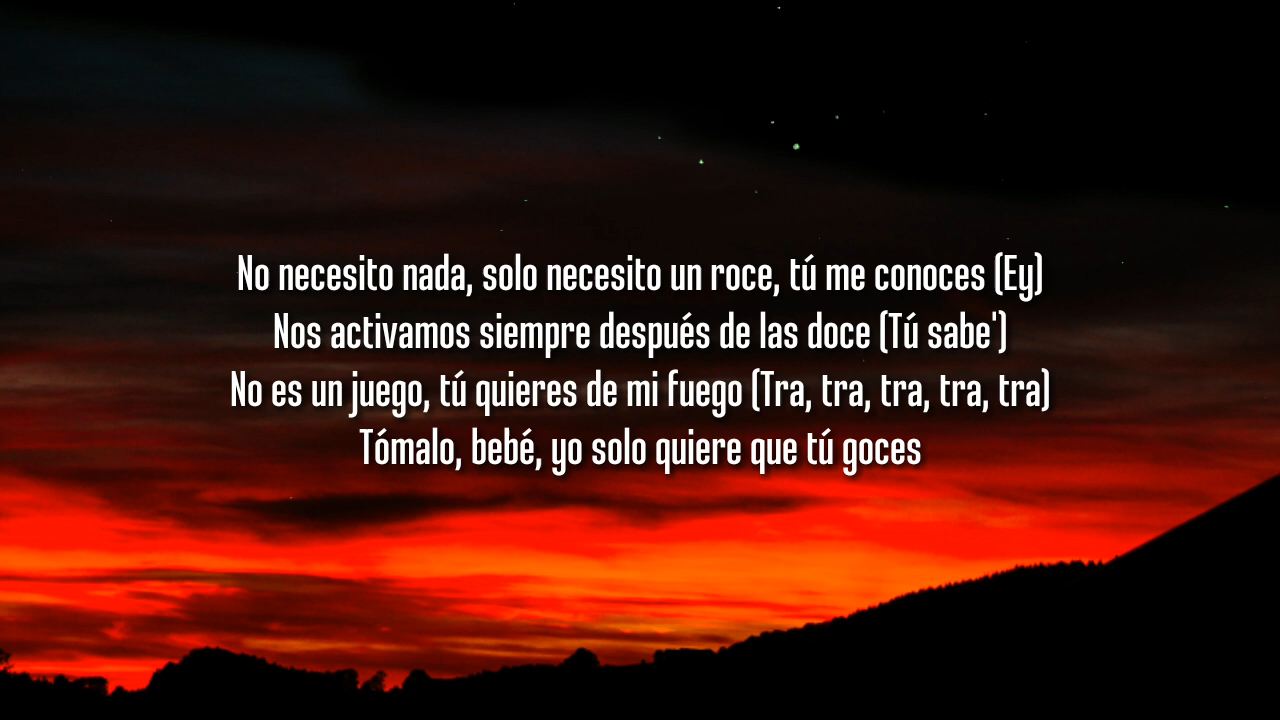 No necesito nada, solo necesito un roce, tú me conoces (Ey)
Nos activamos siempre después de las doce (Tú sabe')
No es un juego, tú quieres de mi fuego (Tra, tra, tra, tra, tra)
Tómalo, bebé, yo solo quiere que tú goces